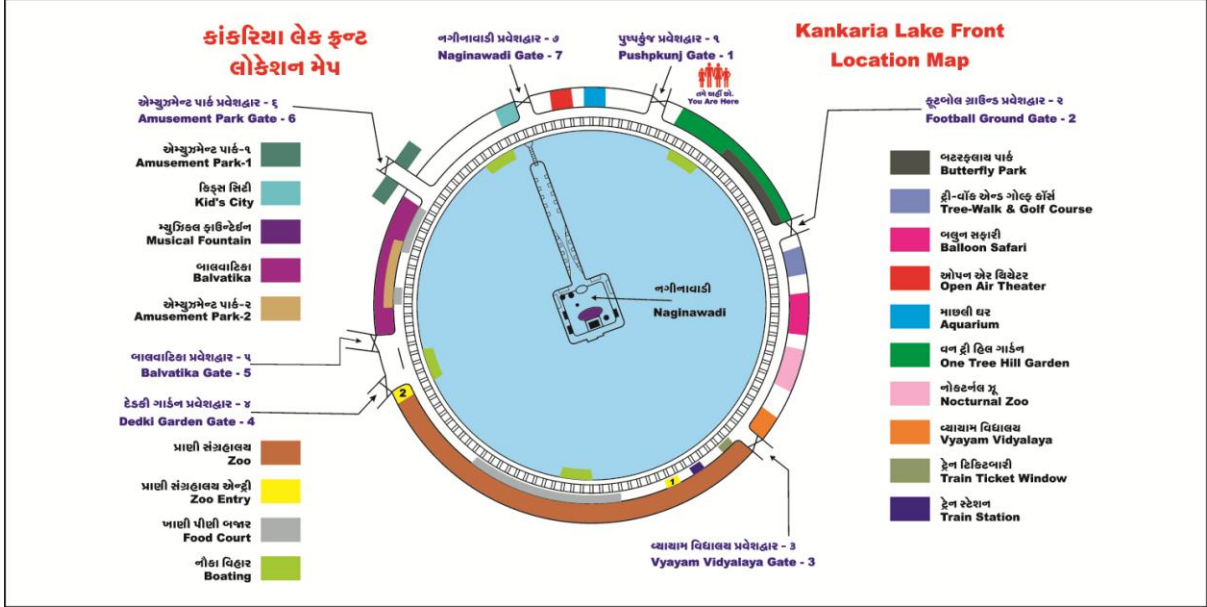 કાંકરિયા લેક ફ્રન્ટ
લોકેશન મેપ
નગીનાવાડી પ્રવેશદ્વાર - ૭
Naginawadi Gate - 7
પુષ્પકુંજ પ્રવેશદ્વાર - ૧
Pushpkunj Gate - 1
તમે અહીં છો.
You Are Here
Kankaria Lake Front
Location Map
એમ્યુઝમેન્ટ પાર્ક પ્રવેશદ્વાર - ૬
Amusement Park Gate - 6
ફૂટબોલ ગ્રાઉન્ડ પ્રવેશદ્વાર - ૨
Football Ground Gate - 2
એમ્યુઝમેન્ટ પાર્ક-૧
Amusement Park-1
કિડ્સ સિટી
Kid's City
મ્યુઝિકલ ફાઉન્ટેઈન
Musical Fountain
બાલવાટિકા
Balvatika
એમ્યુઝમેન્ટ પાર્ક-૨
Amusement Park-2
બાલવાટિકા પ્રવેશદ્વાર - ૫
Balvatika Gate - 5
દેડકી ગાર્ડન પ્રવેશદ્વાર - ૪
Dedki Garden Gate - 4
પ્રાણી સંગ્રહાલય
Zoo
પ્રાણી સંગ્રહાલય એન્ટ્રી
Zoo Entry
ખાણી પીણી બજાર
Food Court
નૌકા વિહાર
Boating
નગીનાવાડી
Naginawadi
2
1
વ્યાયામ વિદ્યાલય પ્રવેશદ્વાર - ૩
Vyayam Vidyalaya Gate - 3
બટરફ્લાય પાર્ક
Butterfly Park
ટ્રી-વૉક એન્ડ ગોલ્ફ કૉર્સ
Tree-Walk & Golf Course
બલુન સફારી
Balloon Safari
ઓપન એર થિયેટર
Open Air Theater
માછલી ઘર
Aquarium
વન ટ્રી હિલ ગાર્ડન
One Tree Hill Garden
નોકટર્નલ ઝૂ
Nocturnal Zoo
વ્યાયામ વિદ્યાલય
Vyayam Vidyalaya
ટ્રેન ટિકિટબારી
Train Ticket Window
ટ્રેન સ્ટેશન
Train Station